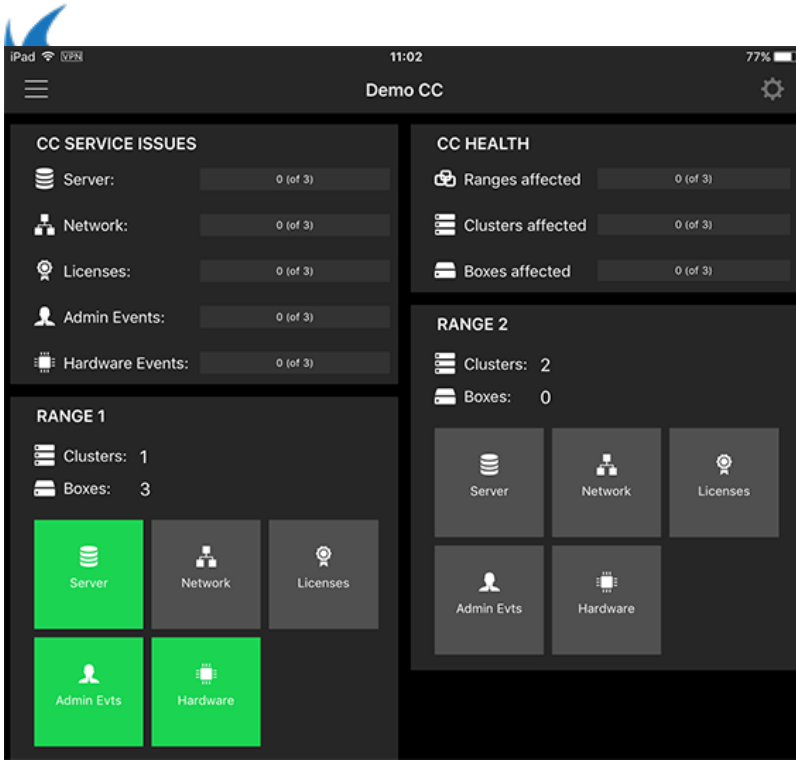 iPad VPN 11:02 77%
Demo CC
CC SERVICE ISSUES
Server: 0 (of 3)
Network: 0 (of 3)
Licenses: 0 (of 3)
Admin Events: 0 (of 3)
Hardware Events: 0 (of 3)
RANGE 1
Clusters: 1
Boxes: 3
Server Network Licenses
Admin Evts Hardware
CC HEALTH
Ranges affected 0 (of 3)
Clusters affected 0 (of 3)
Boxes affected 0 (of 3)
RANGE 2
Clusters: 2
Boxes: 0
Server Network Licenses
Admin Evts Hardware